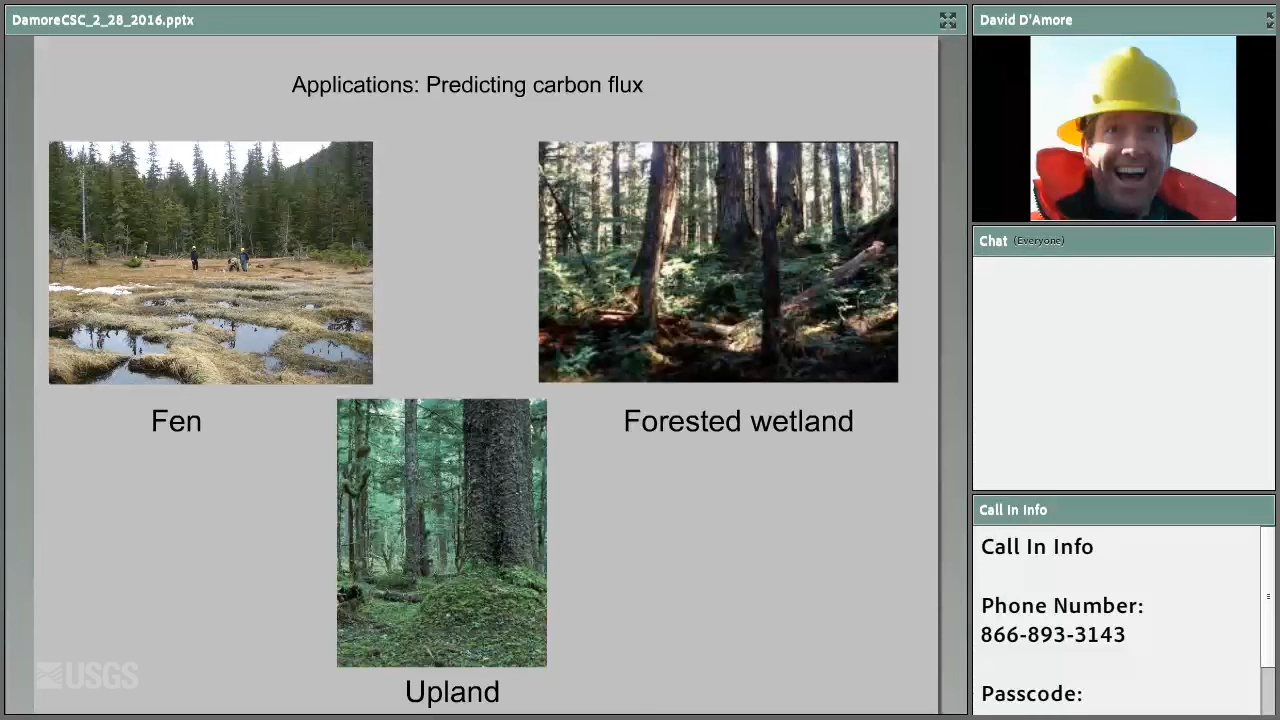 DamoreCSC_2_28_2016.pptx
Applications: Predicting carbon flux
Fen
Forested wetland
Upland
USGS
David D'Amore
Chat (Everyone)
Call In Info
Call In Info
Phone Number:
866-893-3143
Passcode: